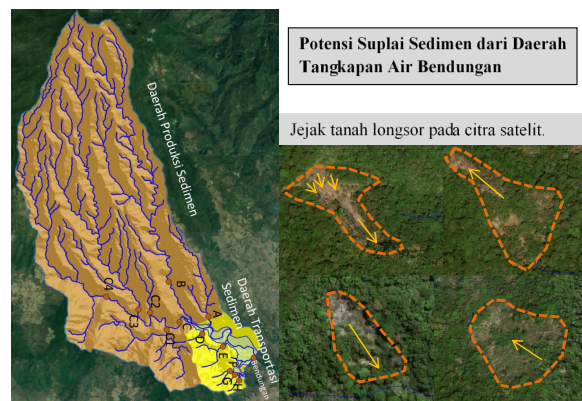 Potensi Suplai Sedimen dari Daerah
Tangkapan Air Bendungan
Jejak tanah longsor pada citra satelit.
Daerah Produksi Sedimen
Daerah Transportasi
Sedimen
Bendungan
A
B
C
C1
C2
C3
C4
D
E
F
G
H